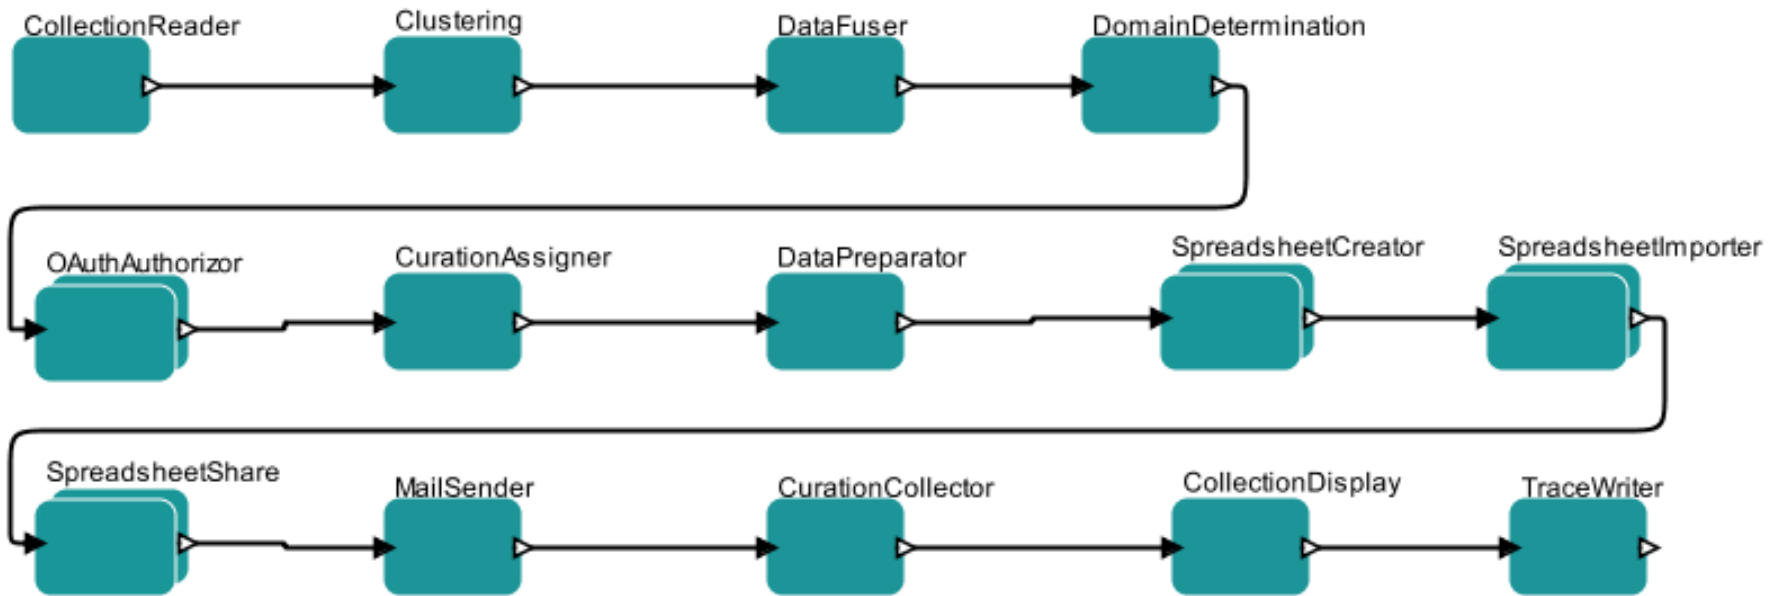 CollectionReader
Clustering
DataFuser
DomainDetermination
OAuthAuthorizor
CurationAssigner
DataPreparator
SpreadsheetCreator
SpreadsheetImporter
SpreadsheetShare
MailSender
CurationCollector
CollectionDisplay
TraceWriter